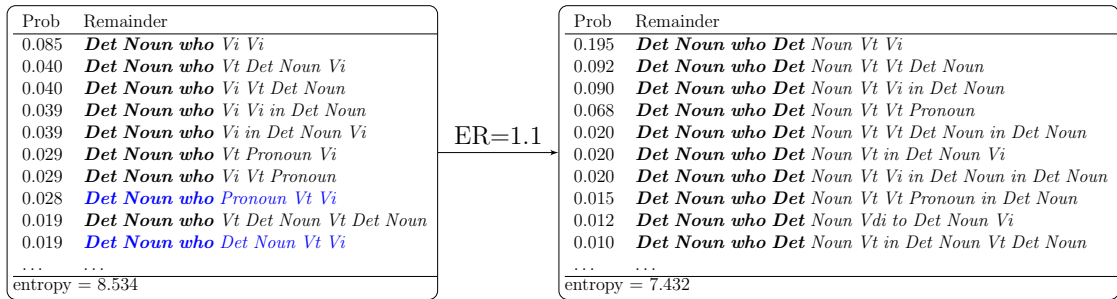 Prob Remainder
0.085 Det Noun who Vi Vi
0.040 Det Noun who Vt Det Noun Vi
0.040 Det Noun who Vi Vt Det Noun
0.039 Det Noun who Vi Vi in Det Noun
0.039 Det Noun who Vi in Det Noun Vi
0.029 Det Noun who Vt Pronoun Vi
0.029 Det Noun who Vi Vt Pronoun
0.028 Det Noun who Pronoun Vt Vi
0.019 Det Noun who Vt Det Noun Vt Det Noun
0.019 Det Noun who Det Noun Vt Vi
... ...
entropy = 8.534
ER=1.1
Prob Remainder
0.195 Det Noun who Det Noun Vt Vi
0.092 Det Noun who Det Noun Vt Vt Det Noun
0.090 Det Noun who Det Noun Vt Vi in Det Noun
0.068 Det Noun who Det Noun Vt Vt Pronoun
0.020 Det Noun who Det Noun Vt Vt Det Noun in Det Noun
0.020 Det Noun who Det Noun Vt in Det Noun Vi
0.020 Det Noun who Det Noun Vt Vi in Det Noun in Det Noun
0.015 Det Noun who Det Noun Vt Vt Pronoun in Det Noun
0.012 Det Noun who Det Noun Vdi to Det Noun Vi
0.010 Det Noun who Det Noun Vt in Det Noun Vt Det Noun
... ...
entropy = 7.432